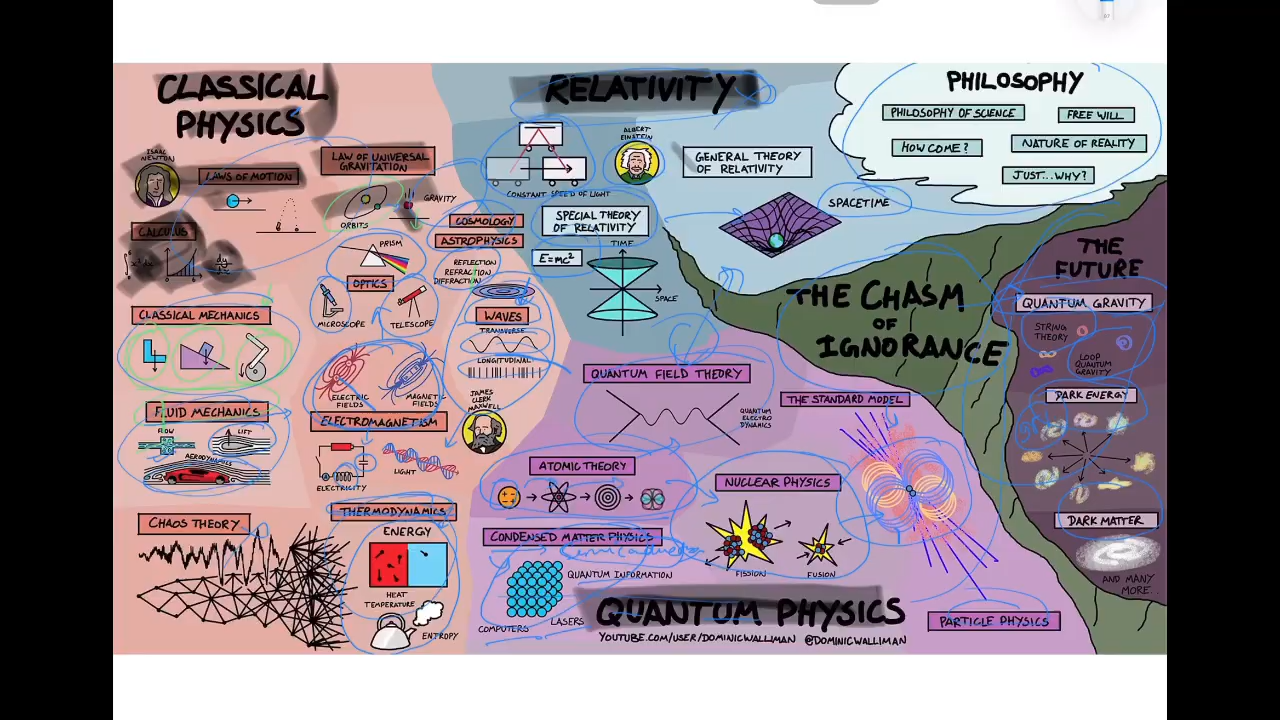 CLASSICAL
PHYSICS
ISAAC
NEWTON
LAWS OF MOTION
LAW OF UNIVERSAL
GRAVITATION
ORBITS
GRAVITY
CALCULUS
COSMOLOGY
ASTROPHYSICS
PRISM
OPTICS
MICROSCOPE
TELESCOPE
REFLECTION
REFRACTION
DIFFRACTION
WAVES
TRANSVERSE
LONGITUDINAL
CLASSICAL MECHANICS
FLUID MECHANICS
FLOW
LIFT
AERODYNAMICS
ELECTRIC
FIELDS
MAGNETIC
FIELDS
ELECTROMAGNETISM
JAMES
CLERK
MAXWELL
ELECTRICITY
LIGHT
CHAOS THEORY
THERMODYNAMICS
ENERGY
HEAT
TEMPERATURE
ENTROPY
RELATIVITY
CONSTANT SPEED OF LIGHT
ALBERT
EINSTEIN
GENERAL THEORY
OF RELATIVITY
SPECIAL THEORY
OF RELATIVITY
E=mc²
TIME
SPACE
SPACETIME
PHILOSOPHY
PHILOSOPHY OF SCIENCE
FREE WILL
HOW COME?
NATURE OF REALITY
JUST...WHY?
THE CHASM
OF
IGNORANCE
THE
FUTURE
QUANTUM GRAVITY
STRING
THEORY
LOOP
QUANTUM
GRAVITY
DARK ENERGY
DARK MATTER
AND MANY
MORE...
QUANTUM FIELD THEORY
QUANTUM
ELECTRO
DYNAMICS
THE STANDARD MODEL
ATOMIC THEORY
NUCLEAR PHYSICS
FISSION
FUSION
CONDENSED MATTER PHYSICS
QUANTUM INFORMATION
COMPUTERS
LASERS
QUANTUM PHYSICS
YOUTUBE.COM/USER/DOMINICWALLIMAN @DOMINICWALLIMAN
PARTICLE PHYSICS